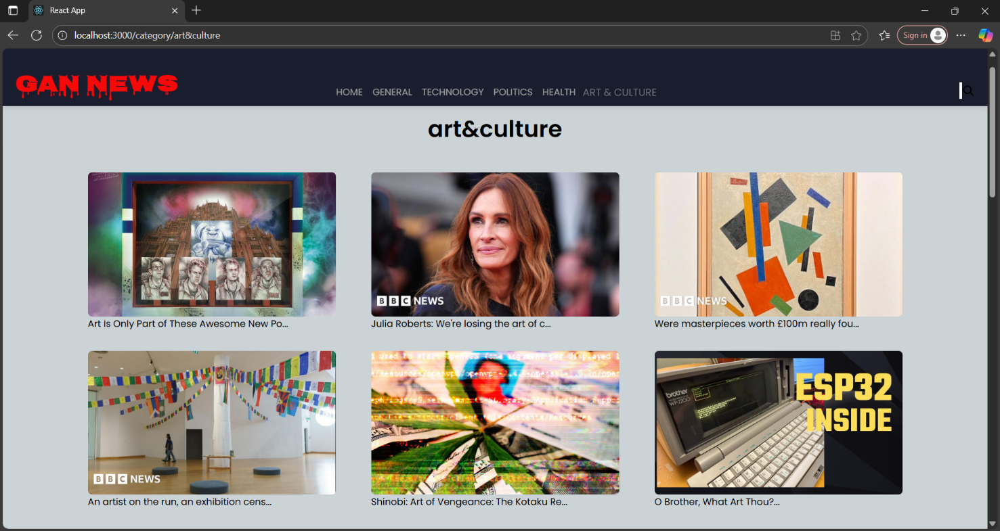 React App
localhost:3000/category/art&culture
Sign in
GAN NEWS
HOME GENERAL TECHNOLOGY POLITICS HEALTH ART & CULTURE
art&culture
BBC NEWS
BBC NEWS
Art Is Only Part of These Awesome New Po...
Julia Roberts: We're losing the art of c...
Were masterpieces worth £100m really fou...
brother
WP-2200
ESP32
INSIDE
BBC NEWS
An artist on the run, an exhibition cens...
Shinobi: Art of Vengeance: The Kotaku Re...
O Brother, What Art Thou?...